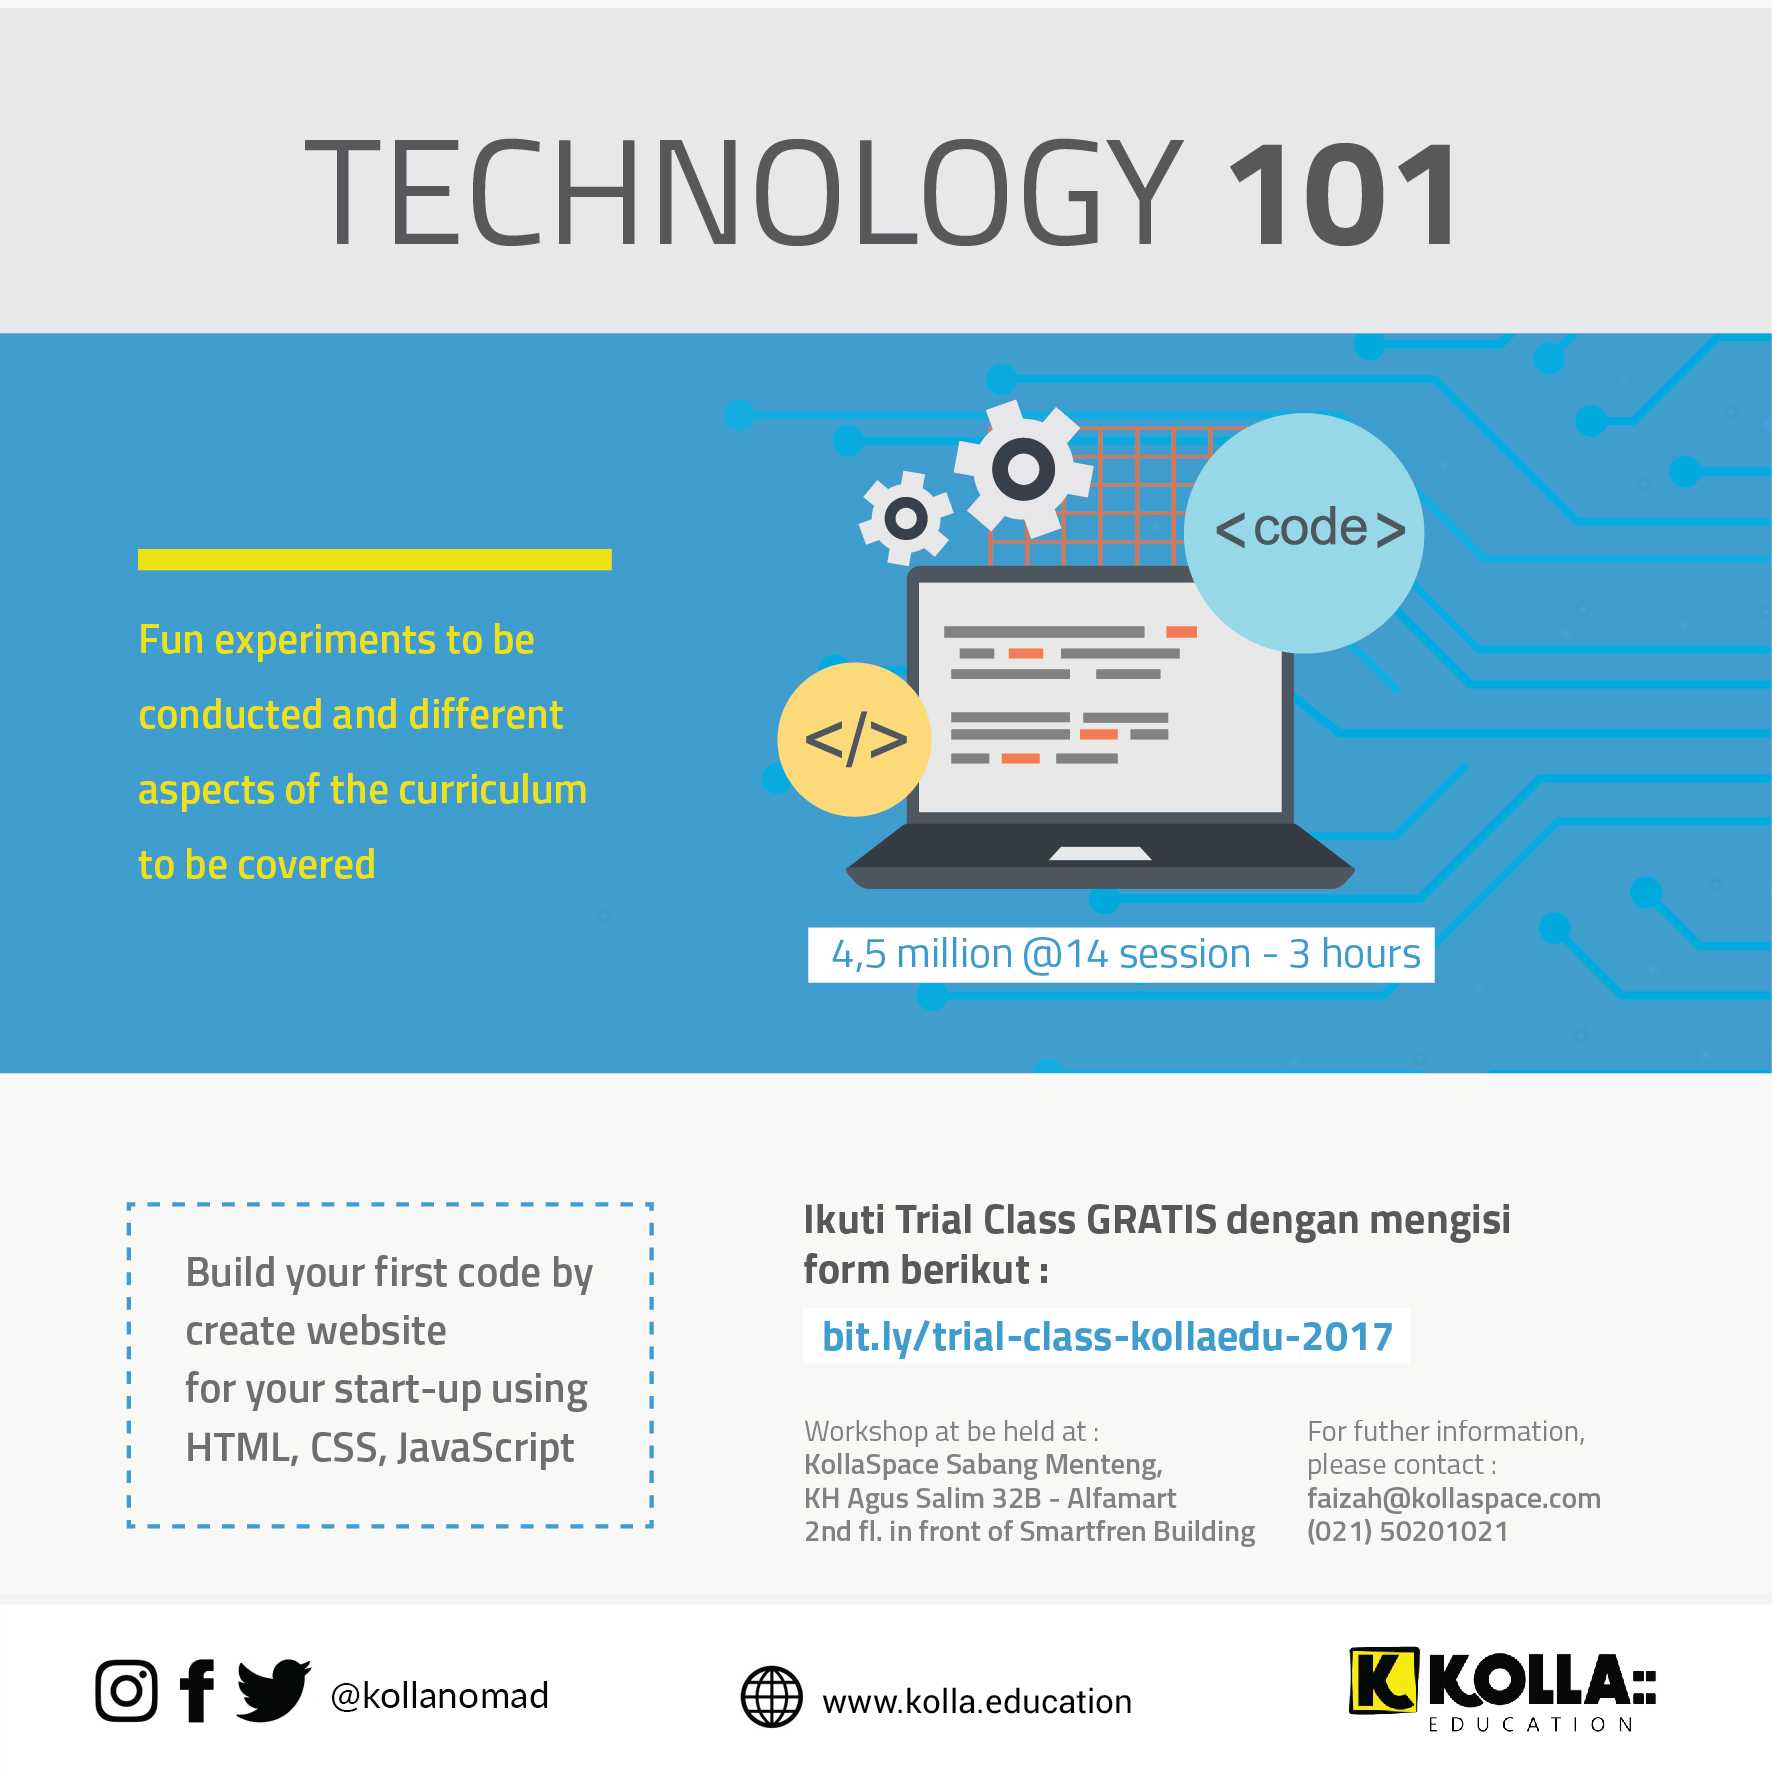 TECHNOLOGY 101
Fun experiments to be
conducted and different
aspects of the curriculum
to be covered
<code>
</>
4,5 million @14 session - 3 hours
Build your first code by
create website
for your start-up using
HTML, CSS, JavaScript
Ikuti Trial Class GRATIS dengan mengisi
form berikut :
bit.ly/trial-class-kollaedu-2017
Workshop at be held at :
KollaSpace Sabang Menteng,
KH Agus Salim 32B - Alfamart
2nd fl. in front of Smartfren Building
For futher information,
please contact :
faizah@kollaspace.com
(021) 50201021
@kollanomad
www.kolla.education
K KOLLA::
EDUCATION